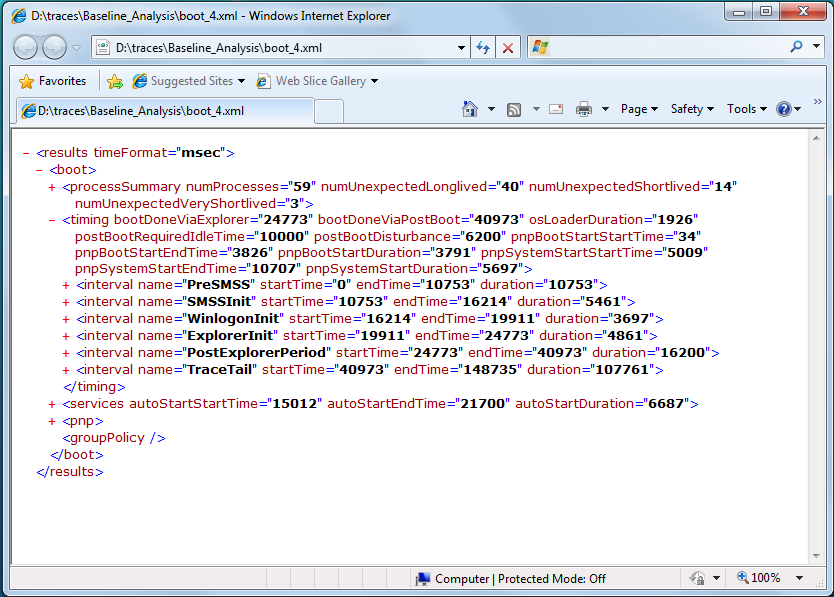 D:\traces\Baseline_Analysis\boot_4.xml - Windows Internet Explorer
D:\traces\Baseline_Analysis\boot_4.xml
Favorites Suggested Sites Web Slice Gallery
D:\traces\Baseline_Analysis\boot_4.xml Page Safety Tools »
- <results timeFormat="msec">
- <boot>
+ <processSummary numProcesses="59" numUnexpectedLonglived="40" numUnexpectedShortlived="14"
numUnexpectedVeryShortlived="3">
- <timing bootDoneViaExplorer="24773" bootDoneViaPostBoot="40973" osLoaderDuration="1926"
postBootRequiredIdleTime="10000" postBootDisturbance="6200" pnpBootStartStartTime="34"
pnpBootStartEndTime="3826" pnpBootStartDuration="3791" pnpSystemStartStartTime="5009"
pnpSystemStartEndTime="10707" pnpSystemStartDuration="5697">
+ <interval name="PreSMSS" startTime="0" endTime="10753" duration="10753">
+ <interval name="SMSSInit" startTime="10753" endTime="16214" duration="5461">
+ <interval name="WinlogonInit" startTime="16214" endTime="19911" duration="3697">
+ <interval name="ExplorerInit" startTime="19911" endTime="24773" duration="4861">
+ <interval name="PostExplorerPeriod" startTime="24773" endTime="40973" duration="16200">
+ <interval name="TraceTail" startTime="40973" endTime="148735" duration="107761">
</timing>
+ <services autoStartStartTime="15012" autoStartEndTime="21700" autoStartDuration="6687">
+ <pnp>
<groupPolicy />
</boot>
</results>
Computer | Protected Mode: Off 100%